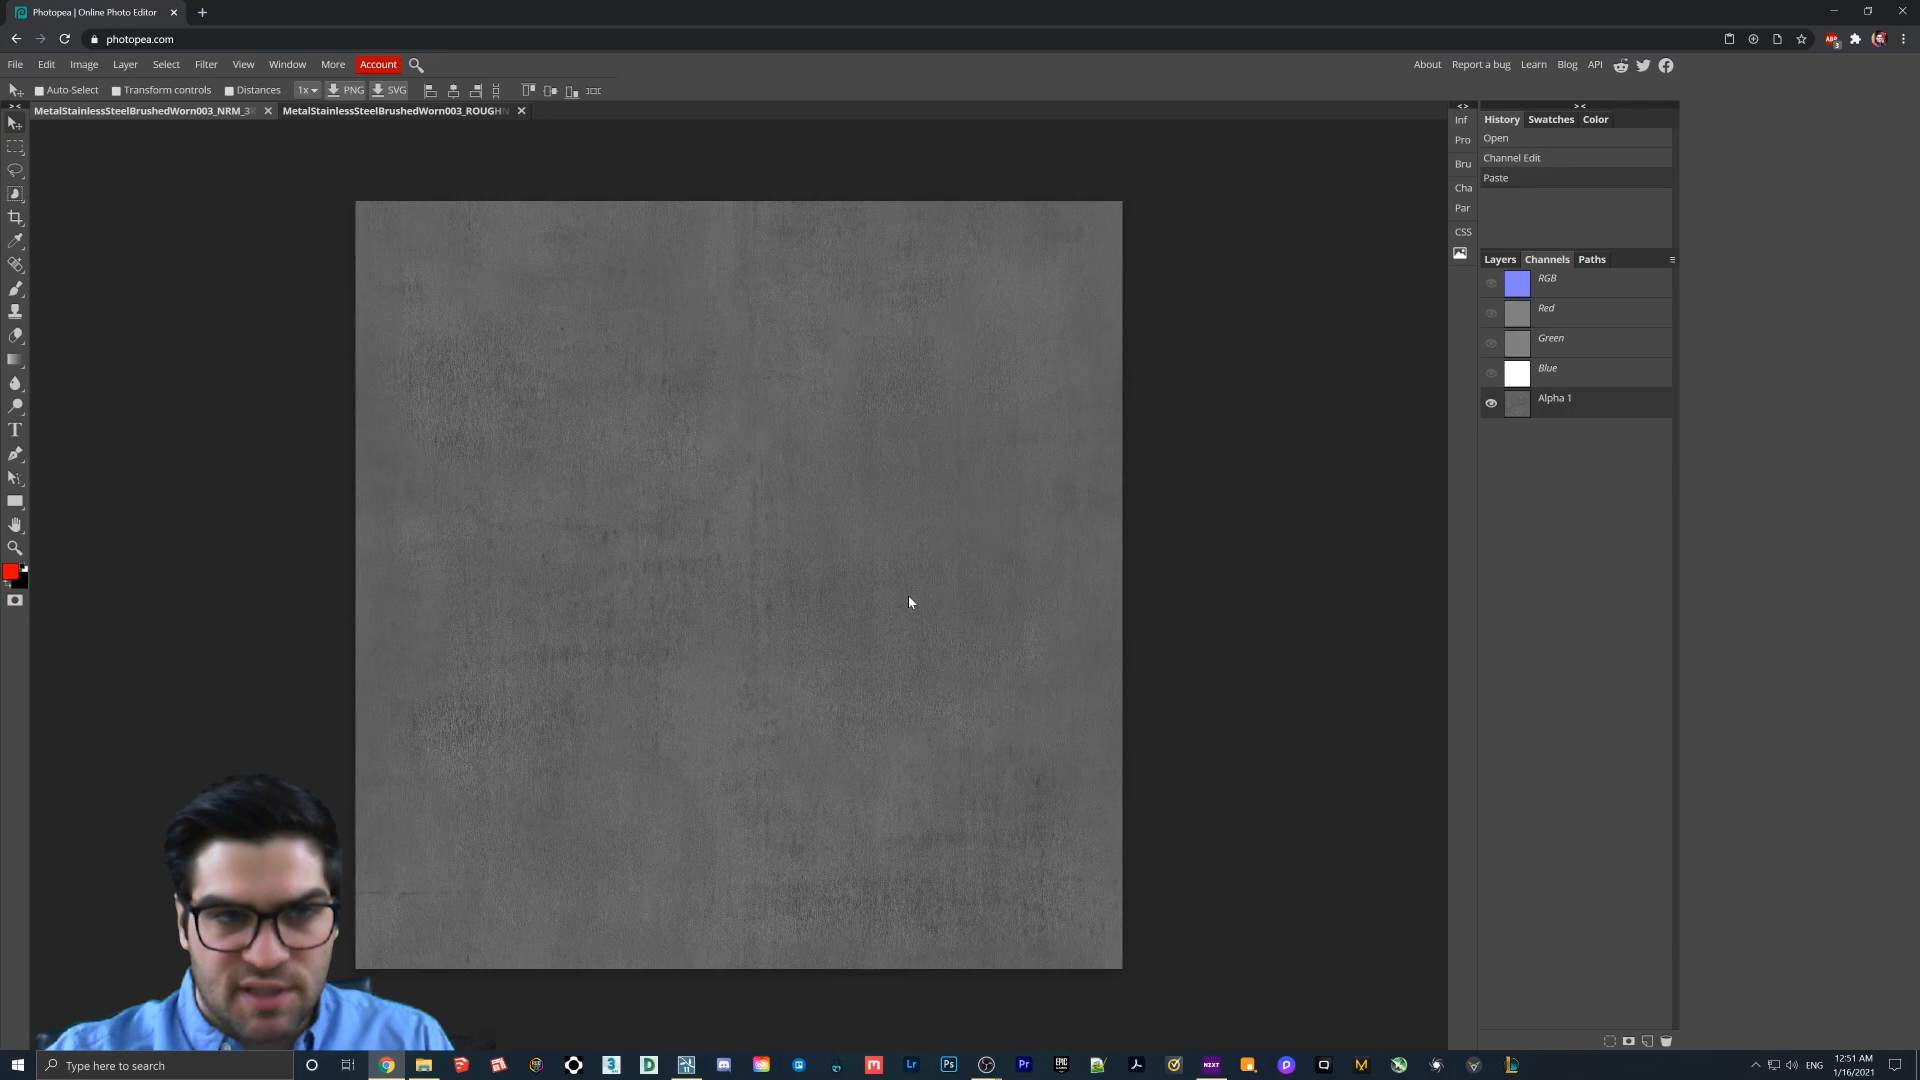 Photopea | Online Photo Editor
photopea.com
File Edit Image Layer Select Filter View Window More Account
About Report a bug Learn Blog API
Auto-Select Transform controls Distances 1x PNG SVG
MetalStainlessSteelBrushedWorn003_NRM_3 MetalStainlessSteelBrushedWorn003_ROUGHN
Inf
Pro
Bru
Cha
Par
CSS
History Swatches Color
Open
Channel Edit
Paste
Layers Channels Paths
RGB
Red
Green
Blue
Alpha 1
Type here to search
ENG
12:51 AM
1/16/2021